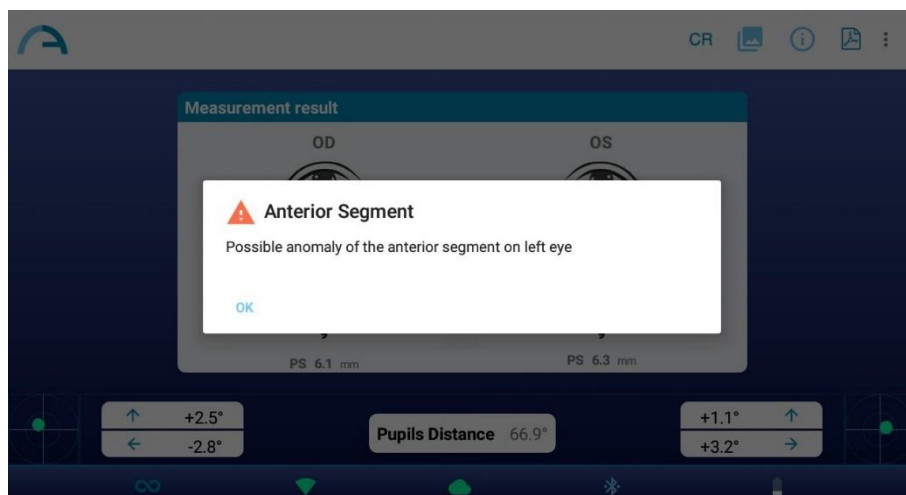 CR
Measurement result
OD OS
Anterior Segment
Possible anomaly of the anterior segment on left eye
OK
PS 6.1 mm PS 6.3 mm
+2.5°
-2.8°
Pupils Distance 66.9°
+1.1°
+3.2°